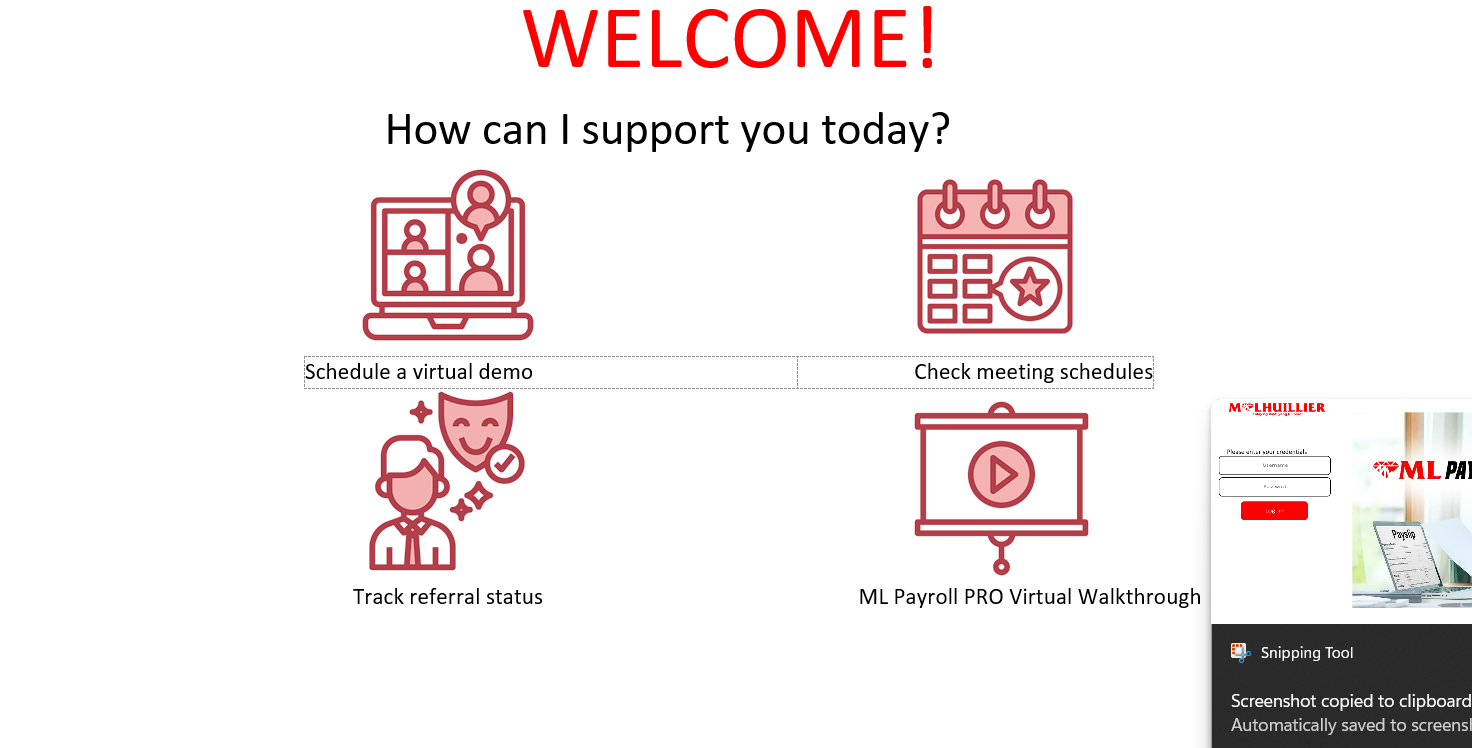 WELCOME!
How can I support you today?
Schedule a virtual demo
Check meeting schedules
Track referral status
ML Payroll PRO Virtual Walkthrough
Please enter your credentials
Username
Password
Log in
ML PAY
Payslip
Snipping Tool
Screenshot copied to clipboard
Automatically saved to screensh